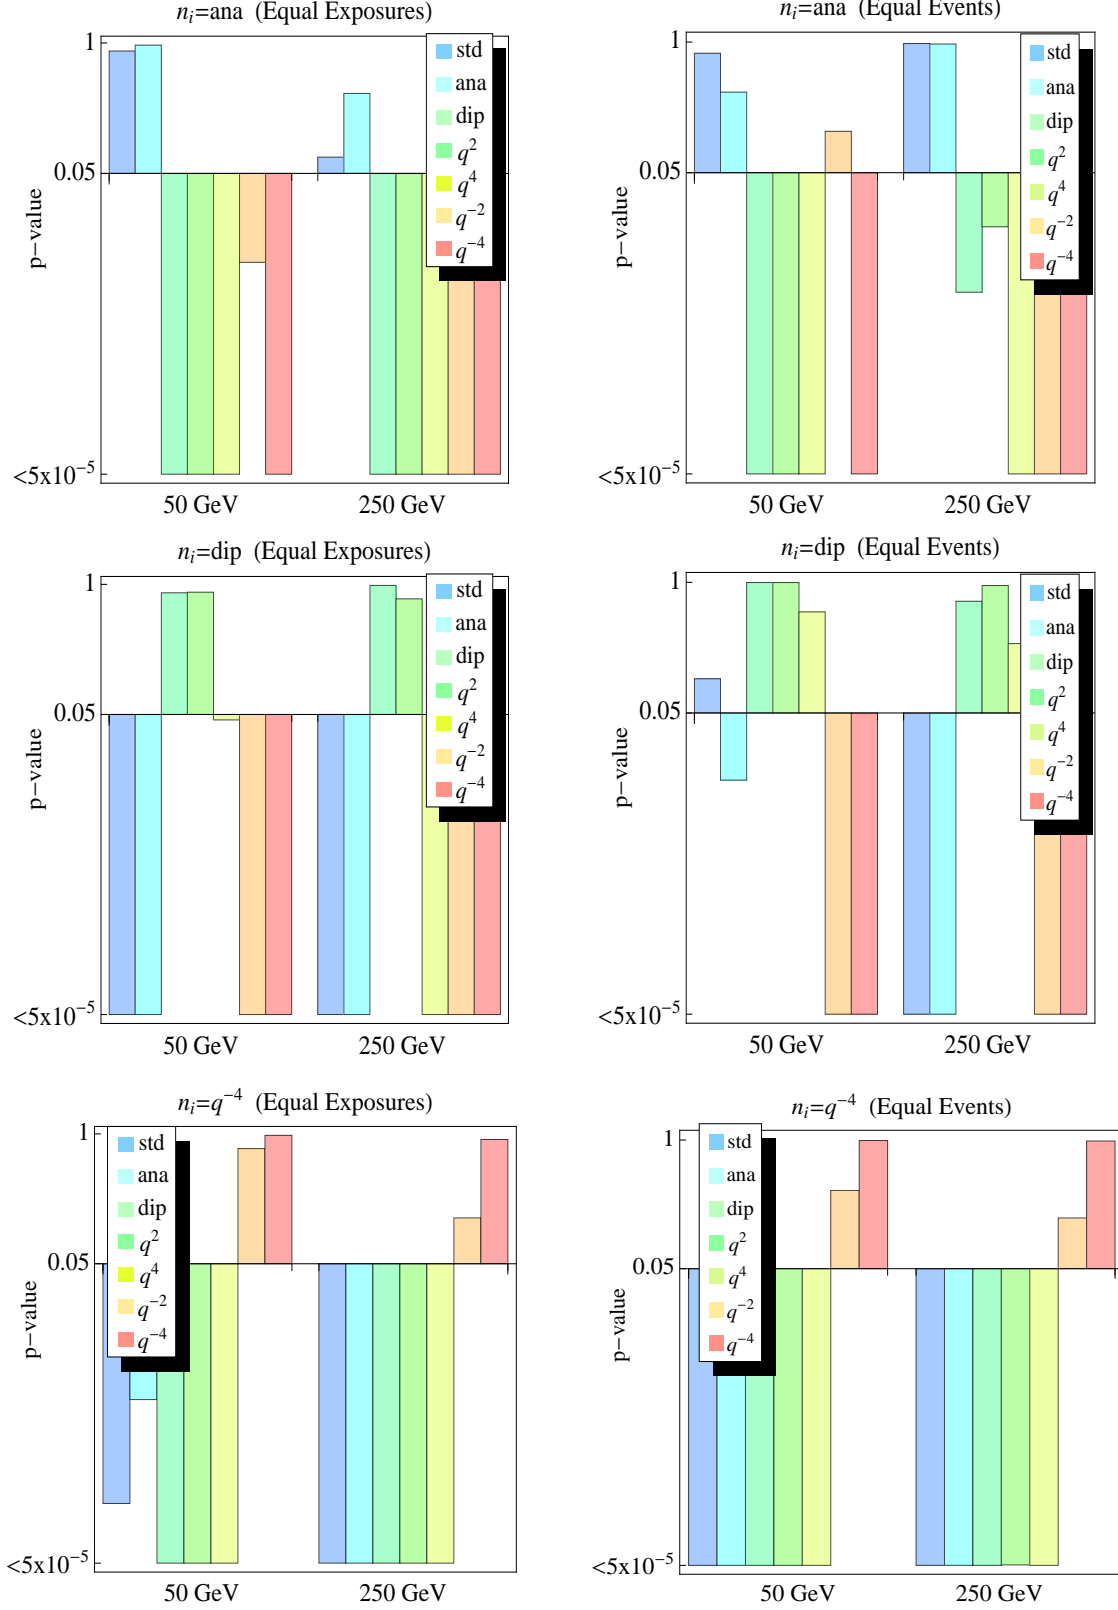 n_i=ana (Equal Exposures)
1
0.05
<5x10^-5
p-value
std
ana
dip
q^2
q^4
q^-2
q^-4
50 GeV 250 GeV
n_i=ana (Equal Events)
1
0.05
<5x10^-5
p-value
std
ana
dip
q^2
q^4
q^-2
q^-4
50 GeV 250 GeV
n_i=dip (Equal Exposures)
1
0.05
<5x10^-5
p-value
std
ana
dip
q^2
q^4
q^-2
q^-4
50 GeV 250 GeV
n_i=dip (Equal Events)
1
0.05
<5x10^-5
p-value
std
ana
dip
q^2
q^4
q^-2
q^-4
50 GeV 250 GeV
n_i=q^-4 (Equal Exposures)
1
0.05
<5x10^-5
p-value
std
ana
dip
q^2
q^4
q^-2
q^-4
50 GeV 250 GeV
n_i=q^-4 (Equal Events)
1
0.05
<5x10^-5
p-value
std
ana
dip
q^2
q^4
q^-2
q^-4
50 GeV 250 GeV